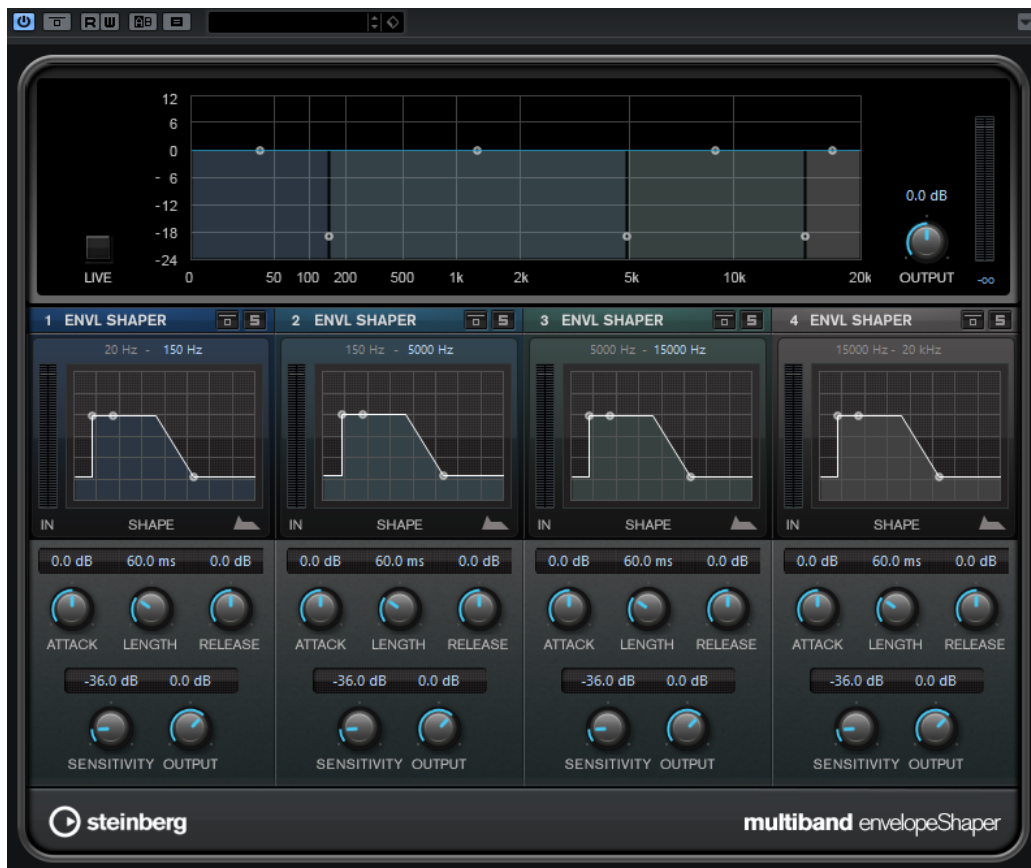 R W A B
12
6
0
- 6
-12
-18
-24
0 50 100 200 500 1k 2k 5k 10k 20k
LIVE
0.0 dB
OUTPUT
-oo
1 ENVL SHAPER S
20 Hz - 150 Hz
IN SHAPE
0.0 dB 60.0 ms 0.0 dB
ATTACK LENGTH RELEASE
-36.0 dB 0.0 dB
SENSITIVITY OUTPUT
2 ENVL SHAPER S
150 Hz - 5000 Hz
IN SHAPE
0.0 dB 60.0 ms 0.0 dB
ATTACK LENGTH RELEASE
-36.0 dB 0.0 dB
SENSITIVITY OUTPUT
3 ENVL SHAPER S
5000 Hz - 15000 Hz
IN SHAPE
0.0 dB 60.0 ms 0.0 dB
ATTACK LENGTH RELEASE
-36.0 dB 0.0 dB
SENSITIVITY OUTPUT
4 ENVL SHAPER S
15000 Hz - 20 kHz
IN SHAPE
0.0 dB 60.0 ms 0.0 dB
ATTACK LENGTH RELEASE
-36.0 dB 0.0 dB
SENSITIVITY OUTPUT
steinberg
multiband envelopeShaper